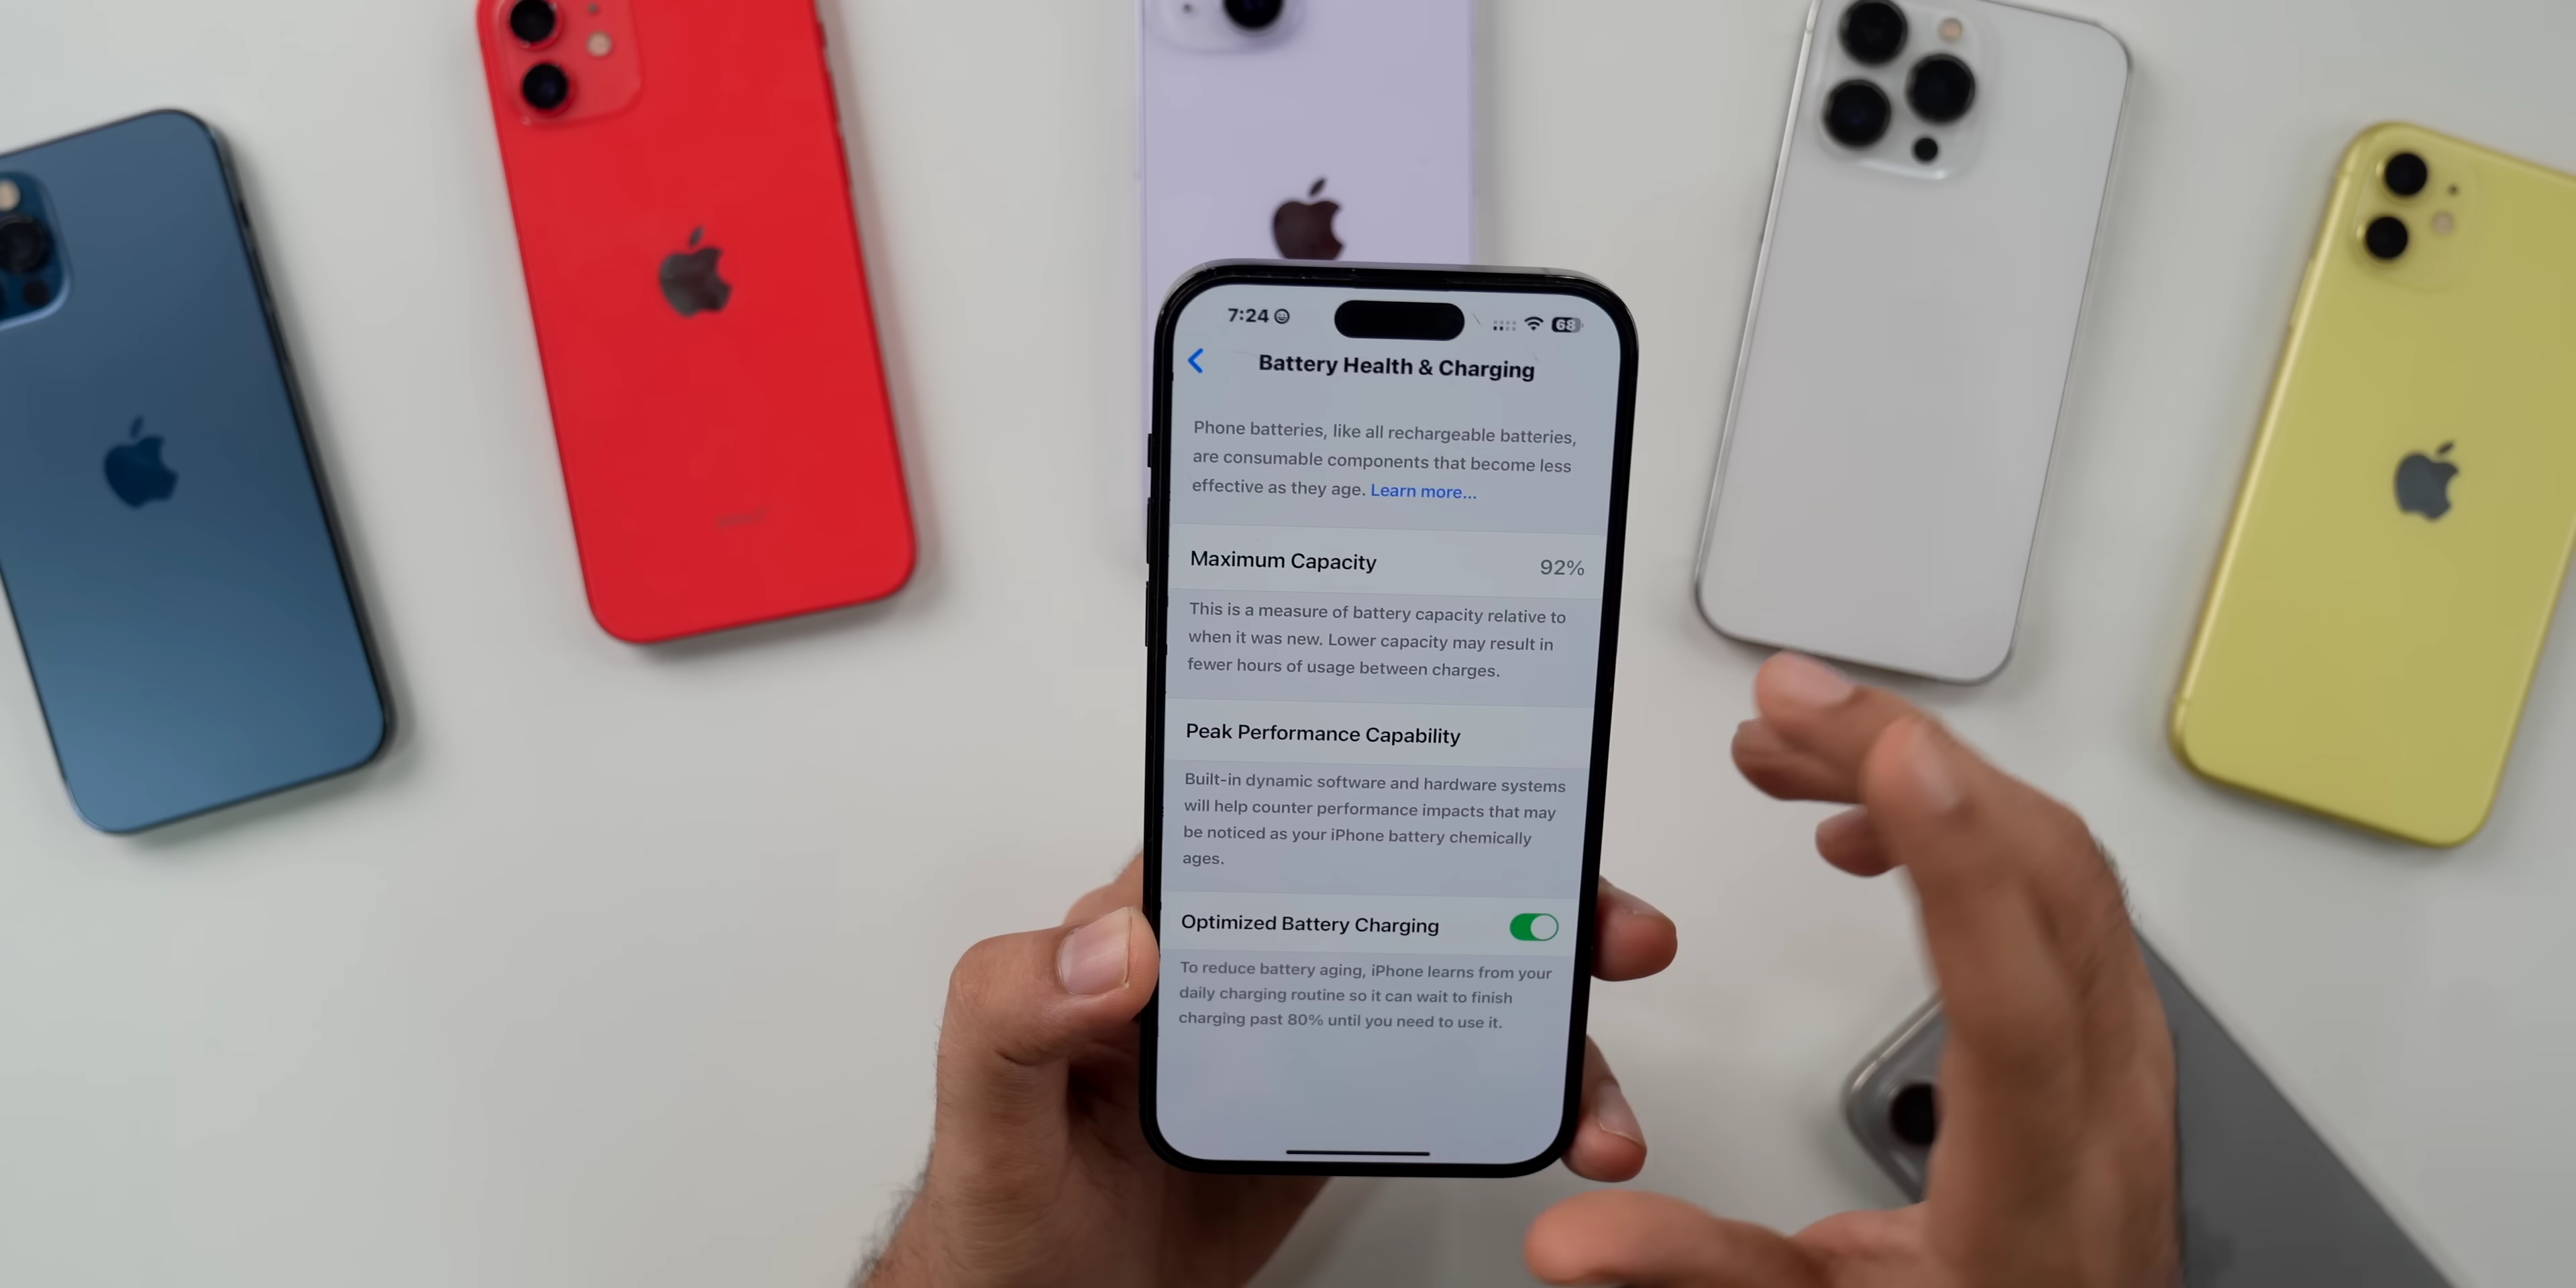 7:24
68
Battery Health & Charging
Phone batteries, like all rechargeable batteries,
are consumable components that become less
effective as they age. Learn more...
Maximum Capacity 92%
This is a measure of battery capacity relative to
when it was new. Lower capacity may result in
fewer hours of usage between charges.
Peak Performance Capability
Built-in dynamic software and hardware systems
will help counter performance impacts that may
be noticed as your iPhone battery chemically
ages.
Optimized Battery Charging
To reduce battery aging, iPhone learns from your
daily charging routine so it can wait to finish
charging past 80% until you need to use it.